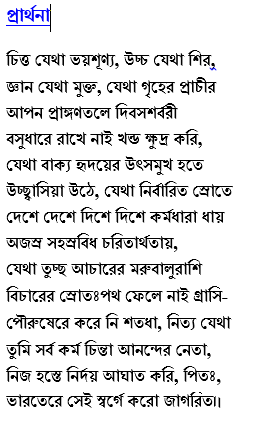 প্রার্থনা
চিত্ত যেথা ভয়শূণ্য, উচ্চ যেথা শির,
জ্ঞান যেথা মুক্ত, যেথা গৃহের প্রাচীর
আপন প্রাঙ্গণতলে দিবসশর্বরী
বসুধারে রাখে নাই খন্ড ক্ষুদ্র করি,
যেথা বাক্য হৃদয়ের উৎসমুখ হতে
উচ্ছ্বাসিয়া উঠে, যেথা নির্বারিত স্রোতে
দেশে দেশে দিশে দিশে কর্মধারা ধায়
অজস্র সহস্রবিধ চরিতার্থতায়,
যেথা তুচ্ছ আচারের মরুবালুরাশি
বিচারের স্রোতঃপথ ফেলে নাই গ্রাসি-
পৌরুষেরে করে নি শতধা, নিত্য যেথা
তুমি সর্ব কর্ম চিন্তা আনন্দের নেতা,
নিজ হস্তে নির্দয় আঘাত করি, পিতঃ,
ভারতেরে সেই স্বর্গে করো জাগরিত৷৷